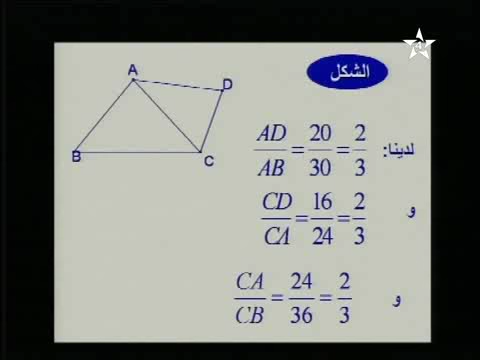 الشكل
A
D
B
C
لدينا: AD/AB = 20/30 = 2/3
و CD/CA = 16/24 = 2/3
و CA/CB = 24/36 = 2/3